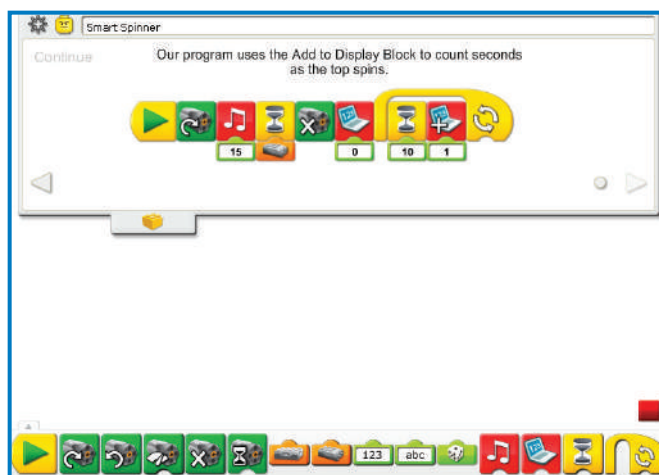 Smart Spinner
Continue
Our program uses the Add to Display Block to count seconds
as the top spins.
15 0 10 1
123 abc